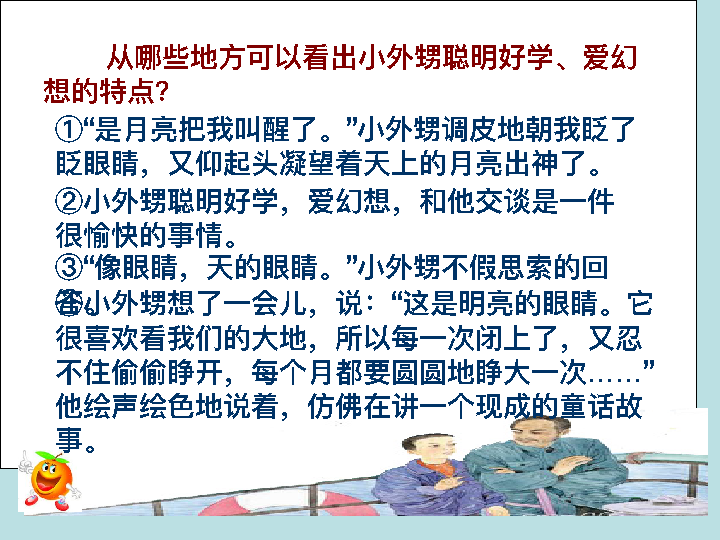 从哪些地方可以看出小外甥聪明好学、爱幻
想的特点？
①“是月亮把我叫醒了。”小外甥调皮地朝我眨了
眨眼睛，又仰起头凝望着天上的月亮出神了。
②小外甥聪明好学，爱幻想，和他交谈是一件
很愉快的事情。
③“像眼睛，天的眼睛。”小外甥不假思索的回
答。
④小外甥想了一会儿，说：“这是明亮的眼睛。它
很喜欢看我们的大地，所以每一次闭上了，又忍
不住偷偷睁开，每个月都要圆圆地睁大一次……”
他绘声绘色地说着，仿佛在讲一个现成的童话故
事。